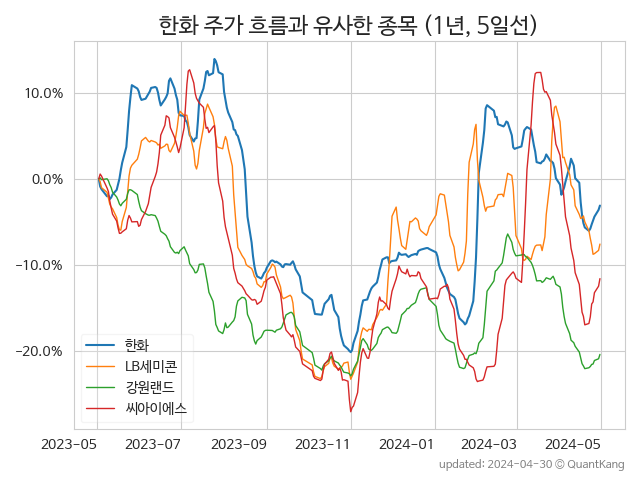 한화 주가 흐름과 유사한 종목 (1년, 5일선)
10.0%
0.0%
−10.0%
−20.0%
한화
LB세미콘
강원랜드
씨아이에스
2023-05 2023-07 2023-09 2023-11 2024-01 2024-03 2024-05
updated: 2024-04-30 © QuantKang